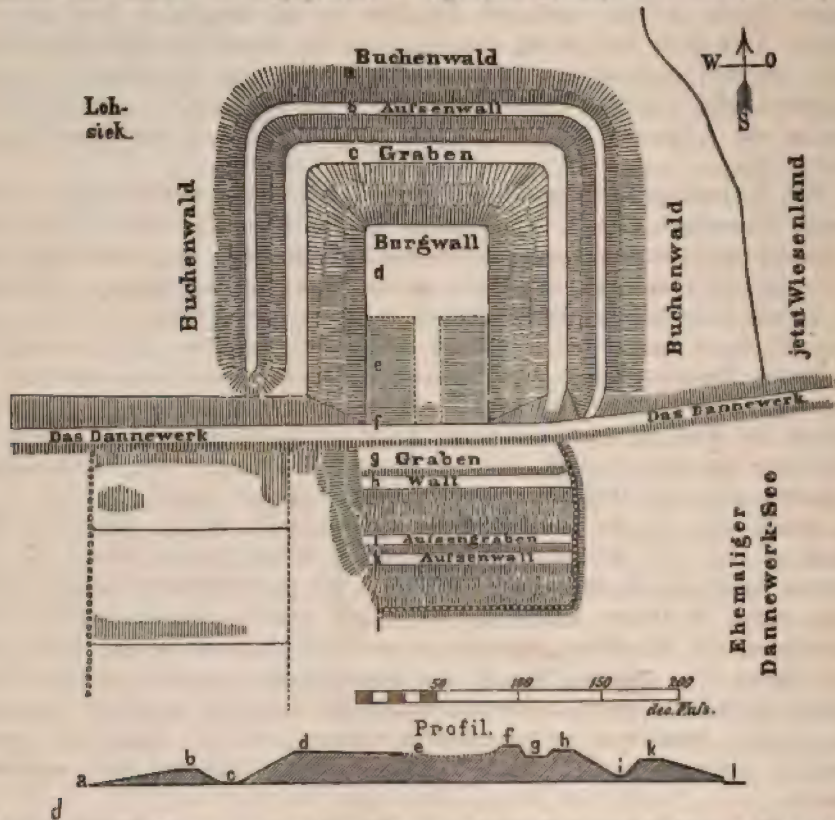 Buchenwald
a
W O
S
Loh-
siek
b Aufsenwall
c Graben
Buchenwald
Burgwall
d
Buchenwald
jetzt Wiesenland
e
f
Das Dannewerk
Das Dannewerk
g Graben
h Wall
i Aufsengraben
k Aufsenwall
l
Ehemaliger
Dannewerk-See
50 100 150 200
dec. Fufs.
Profil.
a b c d e f g h i k l
d